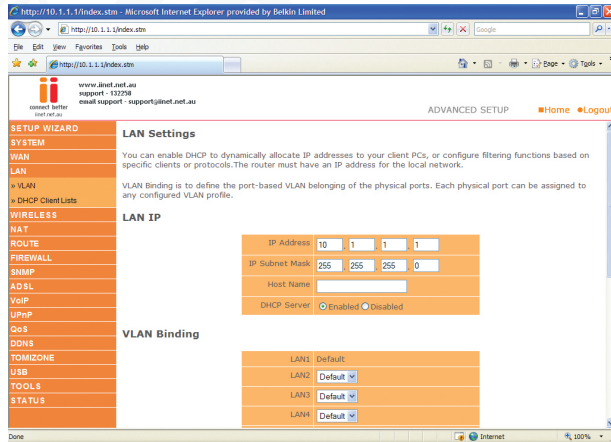 http://10.1.1.1/index.stm - Microsoft Internet Explorer provided by Belkin Limited
http://10.1.1.1/index.stm
Google
File Edit View Favorites Tools Help
http://10.1.1.1/index.stm
Page Tools
www.iinet.net.au
support - 132258
email support - support@iinet.net.au
connect better
iinet.net.au
ADVANCED SETUP
Home
Logout
SETUP WIZARD
SYSTEM
WAN
LAN
» VLAN
» DHCP Client Lists
WIRELESS
NAT
ROUTE
FIREWALL
SNMP
ADSL
VoIP
UPnP
QoS
DDNS
TOMIZONE
USB
TOOLS
STATUS
LAN Settings
You can enable DHCP to dynamically allocate IP addresses to your client PCs, or configure filtering functions based on
specific clients or protocols.The router must have an IP address for the local network.
VLAN Binding is to define the port-based VLAN belonging of the physical ports. Each physical port can be assigned to
any configured VLAN profile.
LAN IP
IP Address 10 . 1 . 1 . 1
IP Subnet Mask 255 . 255 . 255 . 0
Host Name
DHCP Server Enabled Disabled
VLAN Binding
LAN1 Default
LAN2 Default
LAN3 Default
LAN4 Default
Done
Internet
100%